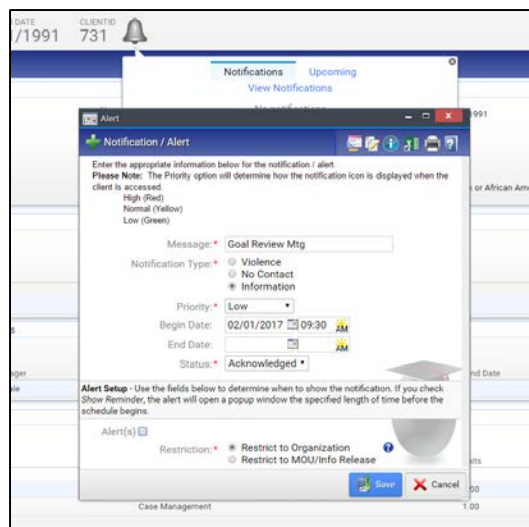 DATE
CLIENTID
/1991
731
Notifications
Upcoming
View Notifications
No notifications
1991
Alert
Notification / Alert
Enter the appropriate information below for the notification / alert
Please Note: The Priority option will determine how the notification icon is displayed when the
client is accessed.
High (Red)
Normal (Yellow)
Low (Green)
k or African Ame
Message:* Goal Review Mtg
Notification Type:* Violence
No Contact
Information
Priority:* Low
Begin Date: 02/01/2017 09:30 AM
End Date: AM
Status:* Acknowledged
ager
nd Date
ale
Alert Setup - Use the fields below to determine when to show the notification. If you check
Show Reminder, the alert will open a popup window the specified length of time before the
schedule begins.
Alert(s)
Restriction:* Restrict to Organization
Restrict to MOU/Info Release
its
Save
Cancel
00
Case Management
1.00